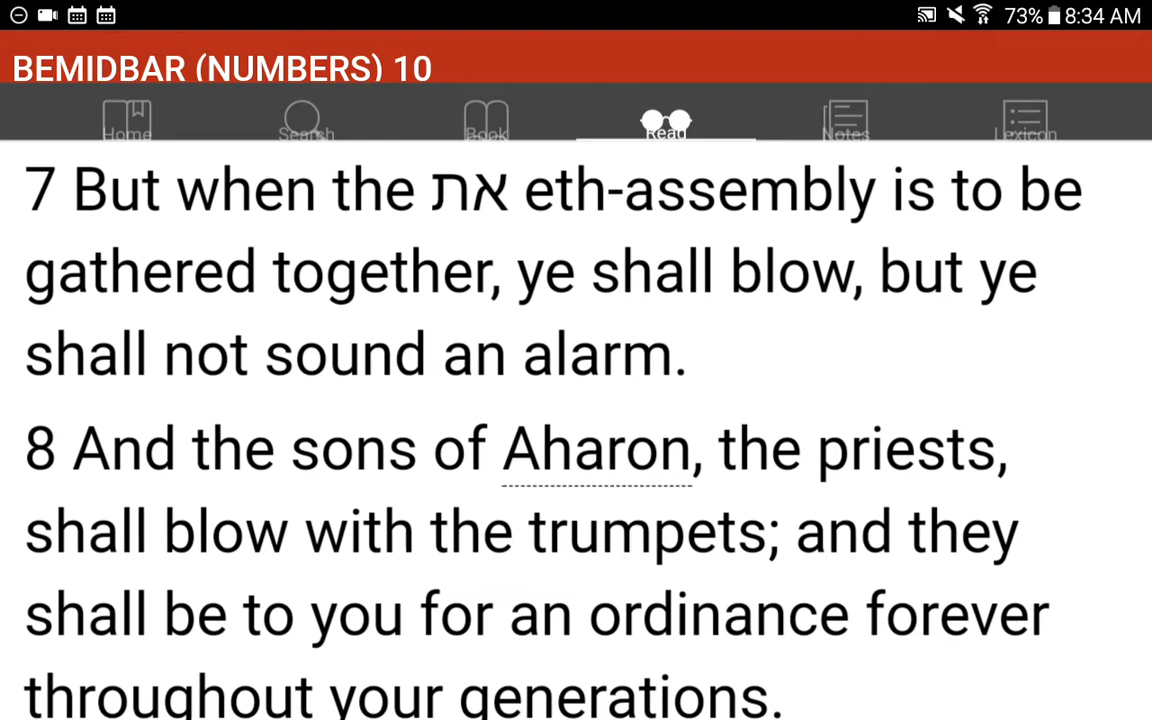 73% 8:34 AM
BEMIDBAR (NUMBERS) 10
Home Search Book Read Notes Lexicon
7 But when the את eth-assembly is to be
gathered together, ye shall blow, but ye
shall not sound an alarm.
8 And the sons of Aharon, the priests,
shall blow with the trumpets; and they
shall be to you for an ordinance forever
throughout your generations.